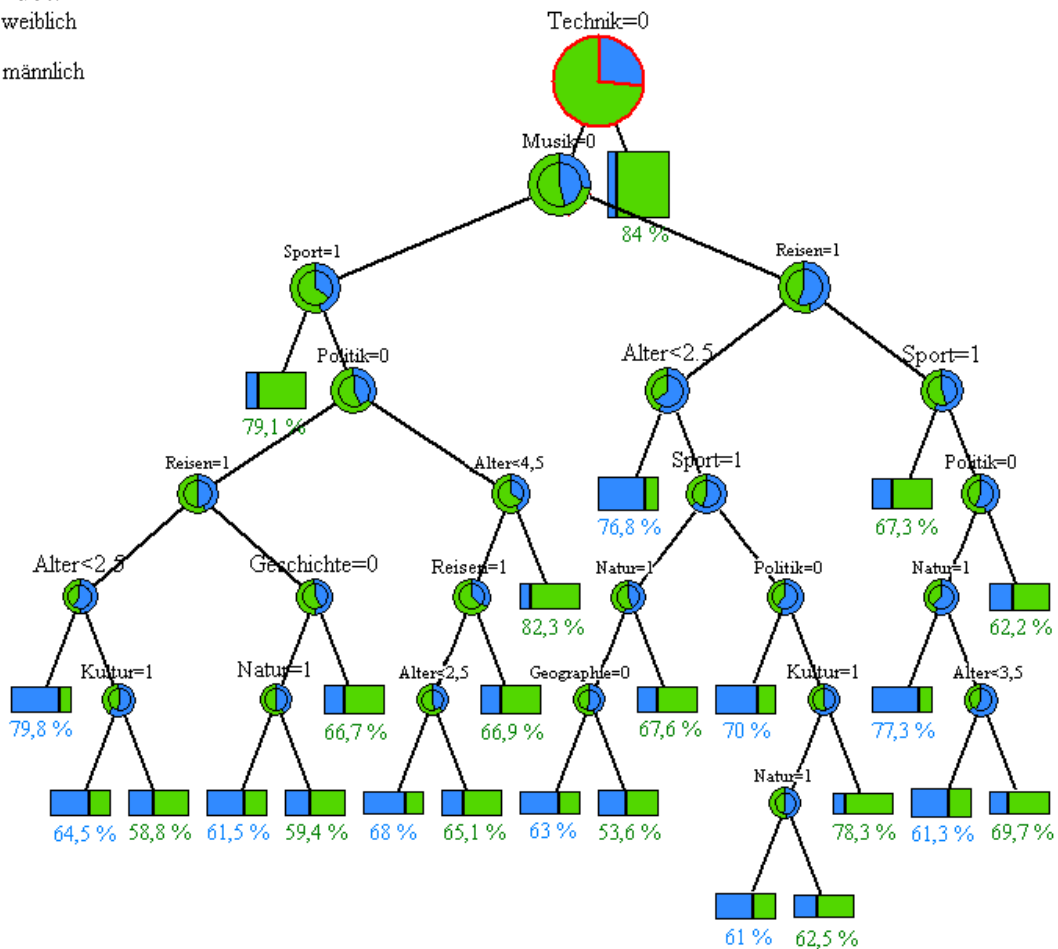 weiblich
männlich
Technik=0
Musik=0
84 %
Sport=1
Reisen=1
Politik=0
Alter<2.5
Sport=1
79,1 %
Reisen=1
Alter<4,5
Sport=1
Politik=0
76,8 %
67,3 %
Alter<2,5
Geschichte=0
Reisen=1
Natur=1
Politik=0
Natur=1
82,3 %
62,2 %
Kultur=1
Natur=1
Alter<2,5
Geographie=0
Kultur=1
Alter<3,5
79,8 %
66,7 %
66,9 %
67,6 %
70 %
77,3 %
Natur=1
64,5 %
58,8 %
61,5 %
59,4 %
68 %
65,1 %
63 %
53,6 %
78,3 %
61,3 %
69,7 %
61 %
62,5 %